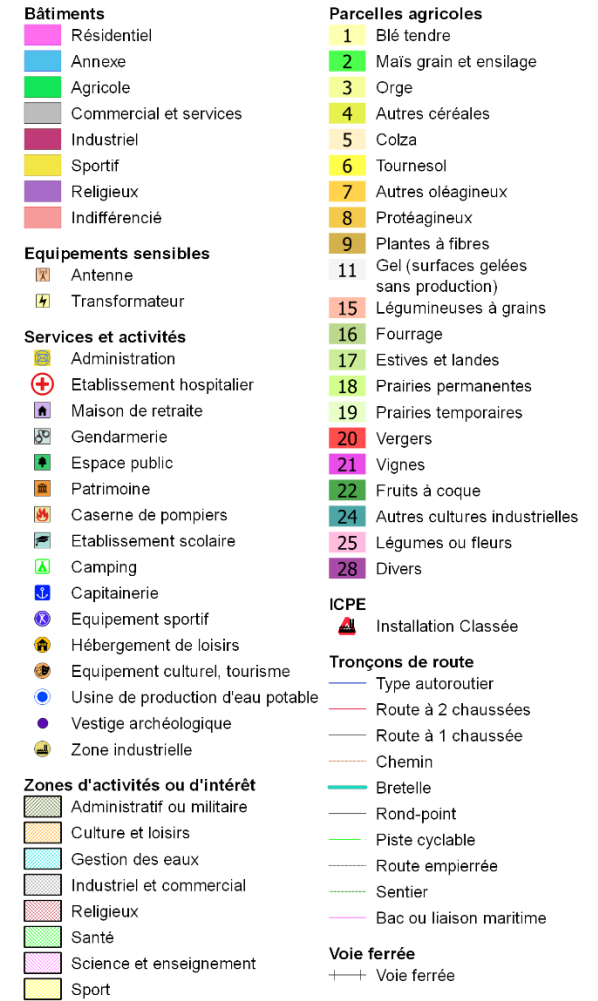 Bâtiments
Résidentiel
Annexe
Agricole
Commercial et services
Industriel
Sportif
Religieux
Indifférencié
Equipements sensibles
Antenne
Transformateur
Services et activités
Administration
Etablissement hospitalier
Maison de retraite
Gendarmerie
Espace public
Patrimoine
Caserne de pompiers
Etablissement scolaire
Camping
Capitainerie
Equipement sportif
Hébergement de loisirs
Equipement culturel, tourisme
Usine de production d'eau potable
Vestige archéologique
Zone industrielle
Zones d'activités ou d'intérêt
Administratif ou militaire
Culture et loisirs
Gestion des eaux
Industriel et commercial
Religieux
Santé
Science et enseignement
Sport
Parcelles agricoles
1 Blé tendre
2 Maïs grain et ensilage
3 Orge
4 Autres céréales
5 Colza
6 Tournesol
7 Autres oléagineux
8 Protéagineux
9 Plantes à fibres
11 Gel (surfaces gelées
sans production)
15 Légumineuses à grains
16 Fourrage
17 Estives et landes
18 Prairies permanentes
19 Prairies temporaires
20 Vergers
21 Vignes
22 Fruits à coque
24 Autres cultures industrielles
25 Légumes ou fleurs
28 Divers
ICPE
Installation Classée
Tronçons de route
Type autoroutier
Route à 2 chaussées
Route à 1 chaussée
Chemin
Bretelle
Rond-point
Piste cyclable
Route empierrée
Sentier
Bac ou liaison maritime
Voie ferrée
Voie ferrée